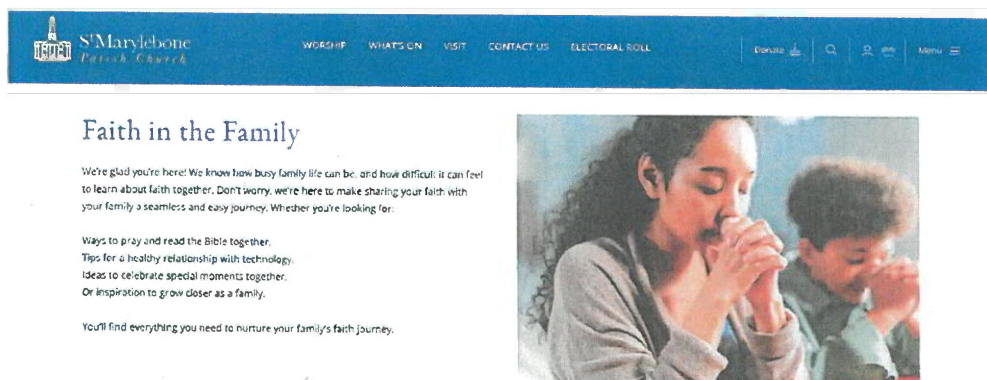 StMarylebone
Parish Church
WORSHIP WHAT'S ON VISIT CONTACT US ELECTORAL ROLL
Donate Menu
Faith in the Family
We're glad you're here! We know how busy family life can be, and how difficult it can feel
to learn about faith together. Don't worry, we're here to make sharing your faith with
your family a seamless and easy journey. Whether you're looking for:
Ways to pray and read the Bible together.
Tips for a healthy relationship with technology.
Ideas to celebrate special moments together.
Or inspiration to grow closer as a family.
You'll find everything you need to nurture your family's faith journey.